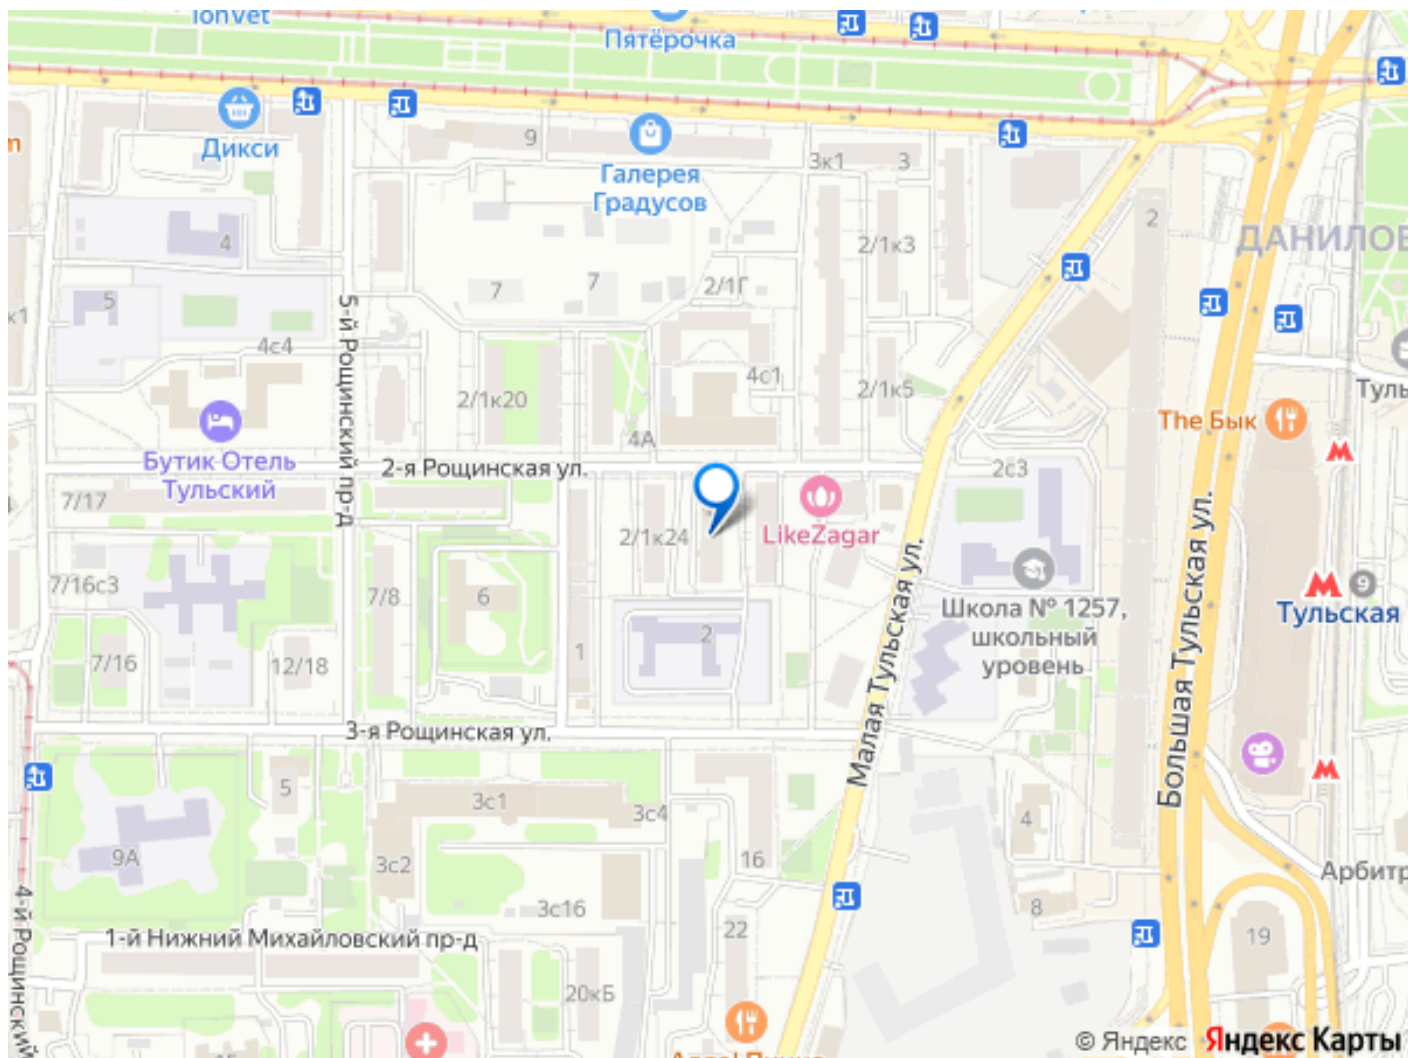 TonVet
Пятёрочка
Дикси
9
Галерея
Градусов
3к1
3
2
ДАНИЛОВ
4
2/1к3
5
7
7
2/1Г
к1
4с4
4с1
2/1к5
2/1к20
Туль
The Бык
4А
Бутик Отель
Тульский
5-й Рощинский пр-д
2-я Рощинская ул.
2с3
7/17
2/1к24
LikeZagar
7/16с3
7/8
6
Школа № 1257,
школьный
уровень
9
Тульская
2
1
7/16
12/18
Малая Тульская ул.
Большая Тульская ул.
3-я Рощинская ул.
5
3с1
3с4
4
9А
3с2
16
Арбитр
3с16
8
22
19
1-й Нижний Михайловский пр-д
4-й Рощинский
20кБ
© Яндекс Яндекс Карты